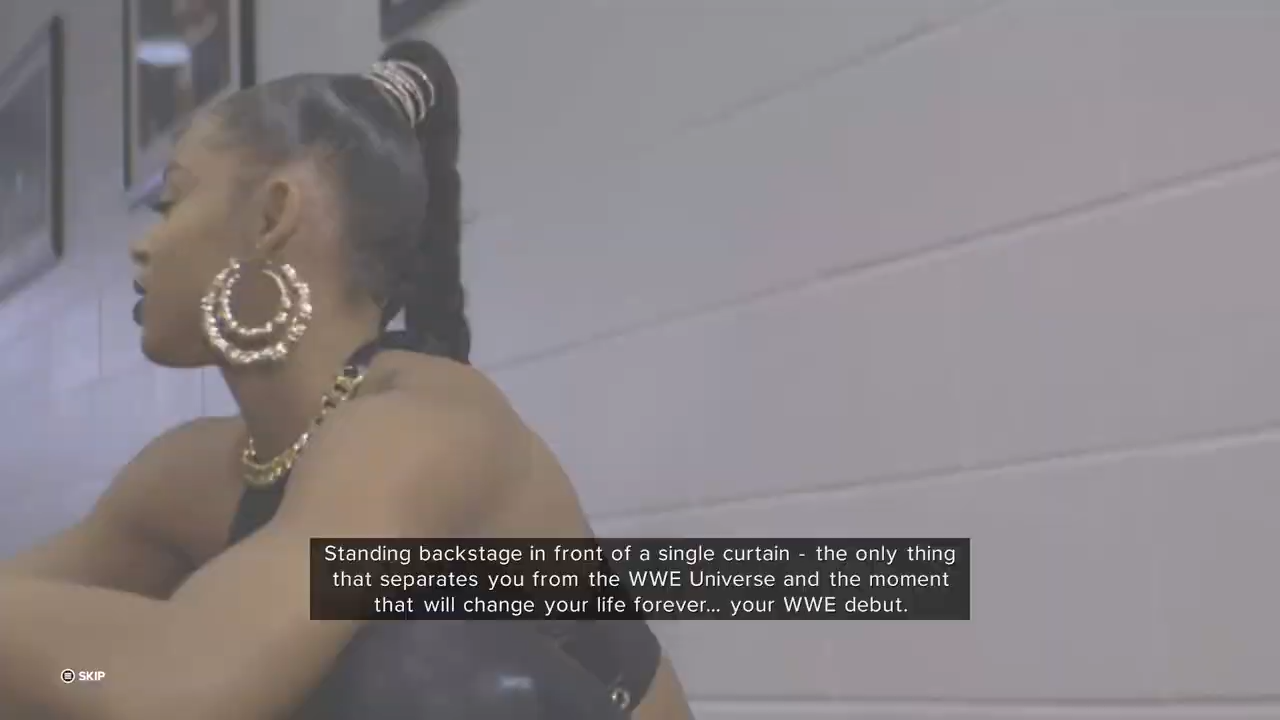 Standing backstage in front of a single curtain - the only thing
that separates you from the WWE Universe and the moment
that will change your life forever... your WWE debut.
SKIP